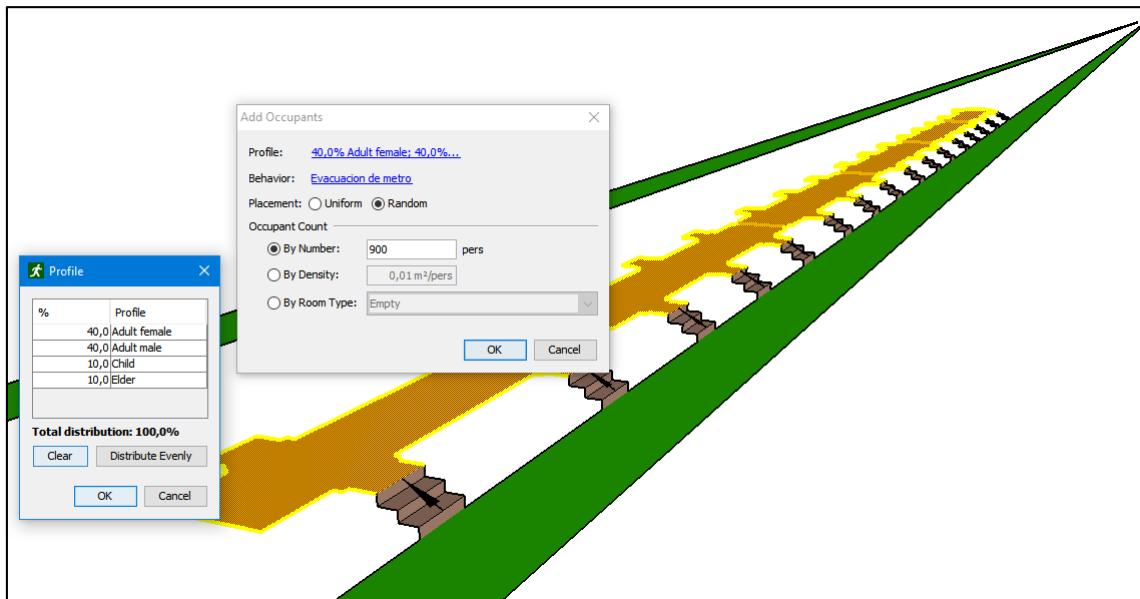 Add Occupants
Profile: 40,0% Adult female; 40,0%...
Behavior: Evacuacion de metro
Placement: Uniform Random
Occupant Count
By Number: 900 pers
By Density: 0,01 m²/pers
By Room Type: Empty
OK Cancel
Profile
% Profile
40,0 Adult female
40,0 Adult male
10,0 Child
10,0 Elder
Total distribution: 100,0%
Clear Distribute Evenly
OK Cancel